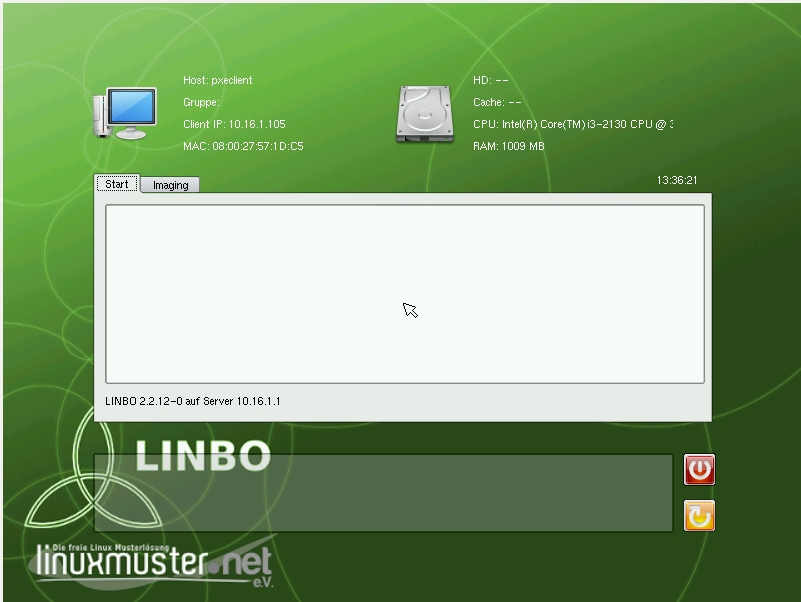 Host: pxeclient
Gruppe:
Client IP: 10.16.1.105
MAC: 08:00:27:57:1D:C5
HD: --
Cache: --
CPU: Intel(R) Core(TM) i3-2130 CPU @ 3
RAM: 1009 MB
Start Imaging
13:36:21
LINBO 2.2.12-0 auf Server 10.16.1.1
LINBO
Die freie Linux Musterlösung
linuxmuster.net
e.V.